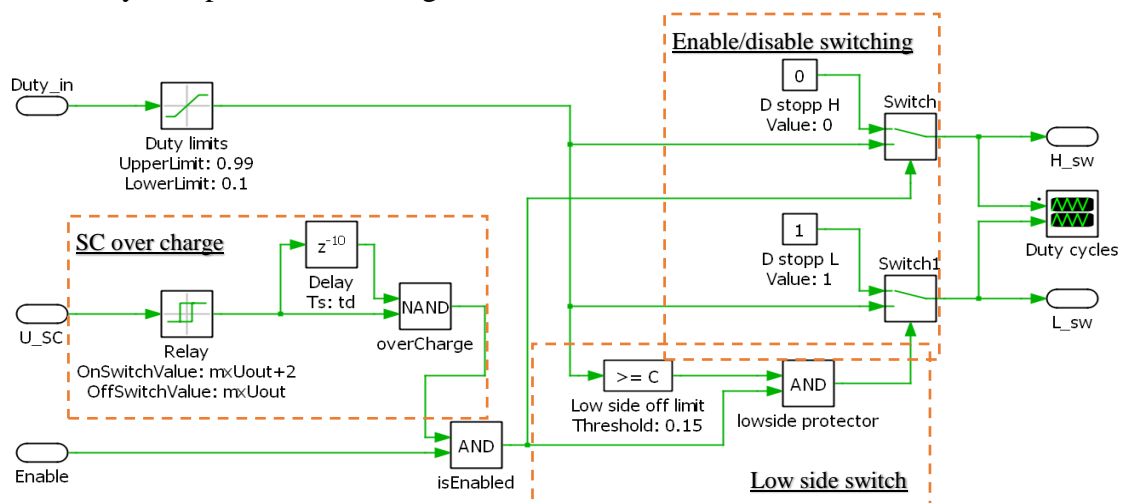 Enable/disable switching
Duty_in
0
D stopp H
Value: 0
Switch
Duty limits
UpperLimit: 0.99
LowerLimit: 0.1
H_sw
SC over charge
z-10
Delay
Ts: td
1
D stopp L
Value: 1
Switch1
Duty cycles
U_SC
Relay
OnSwitchValue: mxUout+2
OffSwitchValue: mxUout
NAND
overCharge
L_sw
>= C
Low side off limit
Threshold: 0.15
AND
lowside protector
Enable
AND
isEnabled
Low side switch